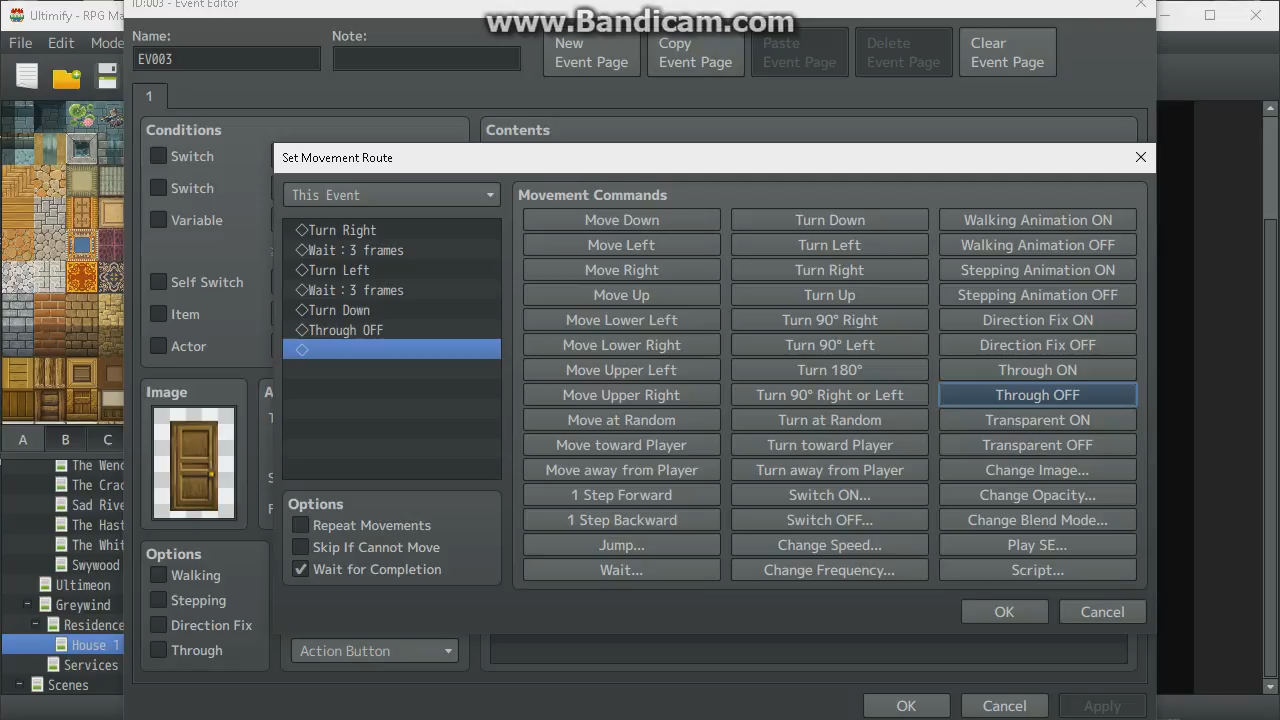 ID:003 - Event Editor
Ultimify - RPG Ma
www.Bandicam.com
File Edit Mode
Name:
EV003
Note:
New
Event Page
Copy
Event Page
Paste
Event Page
Delete
Event Page
Clear
Event Page
1
Conditions
Switch
Switch
Variable
Self Switch
Item
Actor
Contents
Set Movement Route
This Event
◇Turn Right
◇Wait：3 frames
◇Turn Left
◇Wait：3 frames
◇Turn Down
◇Through OFF
◇
Options
Repeat Movements
Skip If Cannot Move
Wait for Completion
Movement Commands
Move Down Turn Down Walking Animation ON
Move Left Turn Left Walking Animation OFF
Move Right Turn Right Stepping Animation ON
Move Up Turn Up Stepping Animation OFF
Move Lower Left Turn 90° Right Direction Fix ON
Move Lower Right Turn 90° Left Direction Fix OFF
Move Upper Left Turn 180° Through ON
Move Upper Right Turn 90° Right or Left Through OFF
Move at Random Turn at Random Transparent ON
Move toward Player Turn toward Player Transparent OFF
Move away from Player Turn away from Player Change Image...
1 Step Forward Switch ON... Change Opacity...
1 Step Backward Switch OFF... Change Blend Mode...
Jump... Change Speed... Play SE...
Wait... Change Frequency... Script...
OK Cancel
Image
A
Options
Walking
Stepping
Direction Fix
Through
Action Button
A B C
The Wend
The Crac
Sad Rive
The Hast
The Whit
Swywood
Ultimeon
Greywind
Residence
House 1
Services
Scenes
OK Cancel Apply